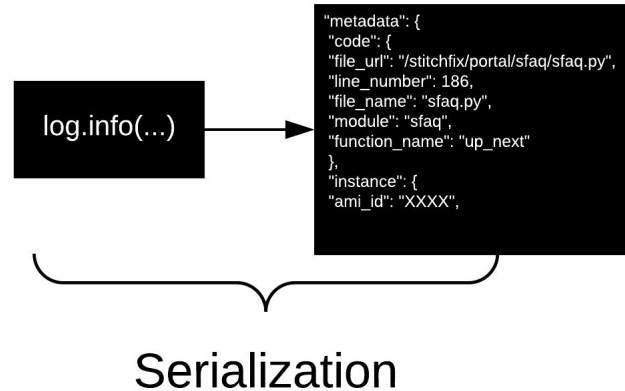 log.info(...)
"metadata": {
"code": {
"file_url": "/stitchfix/portal/sfaq/sfaq.py",
"line_number": 186,
"file_name": "sfaq.py",
"module": "sfaq",
"function_name": "up_next"
},
"instance": {
"ami_id": "XXXX",
Serialization